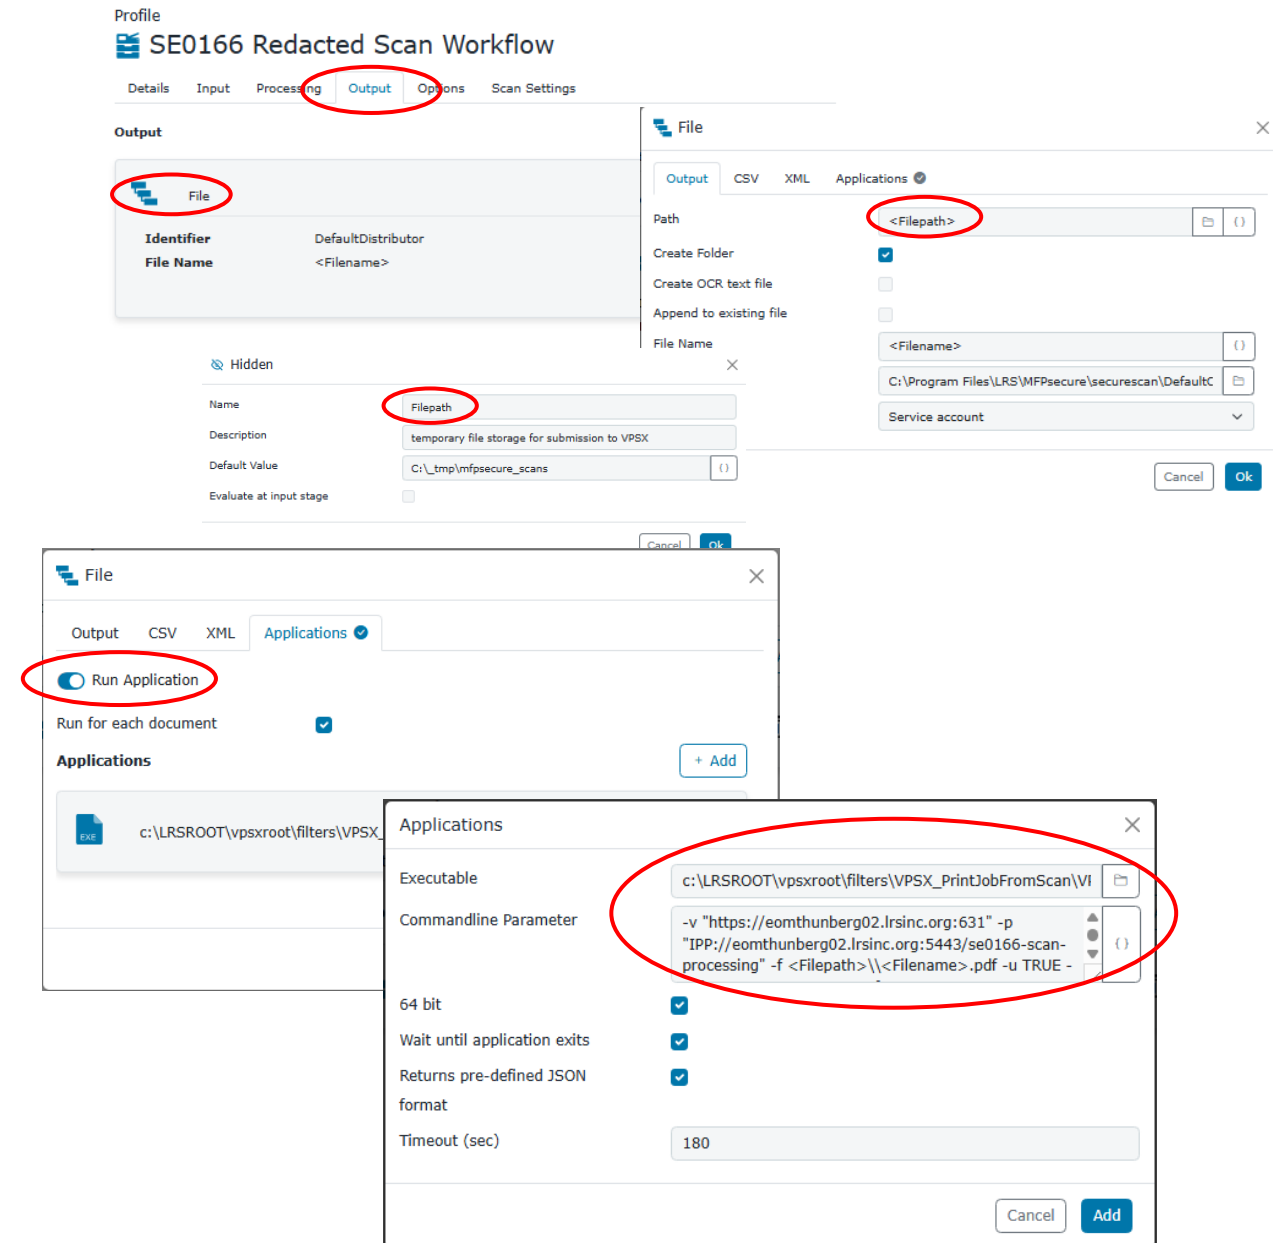 Profile
SE0166 Redacted Scan Workflow
Details Input Processing Output Options Scan Settings
Output
File
Identifier DefaultDistributor
File Name <Filename>
File
Output CSV XML Applications
Path <Filepath>
Create Folder
Create OCR text file
Append to existing file
File Name <Filename>
C:\Program Files\LRS\MFPsecure\securescan\DefaultC
Service account
Cancel Ok
Hidden
Name Filepath
Description temporary file storage for submission to VPSX
Default Value C:\_tmp\mfpsecure_scans
Evaluate at input stage
Cancel Ok
File
Output CSV XML Applications
Run Application
Run for each document
Applications + Add
EXE c:\LRSROOT\vpsxroot\filters\VPSX_
Applications
Executable c:\LRSROOT\vpsxroot\filters\VPSX_PrintJobFromScan\VI
Commandline Parameter -v "https://eomthunberg02.lrsinc.org:631" -p
"IPP://eomthunberg02.lrsinc.org:5443/se0166-scan-
processing" -f <Filepath>\\<Filename>.pdf -u TRUE -
64 bit
Wait until application exits
Returns pre-defined JSON
format
Timeout (sec) 180
Cancel Add